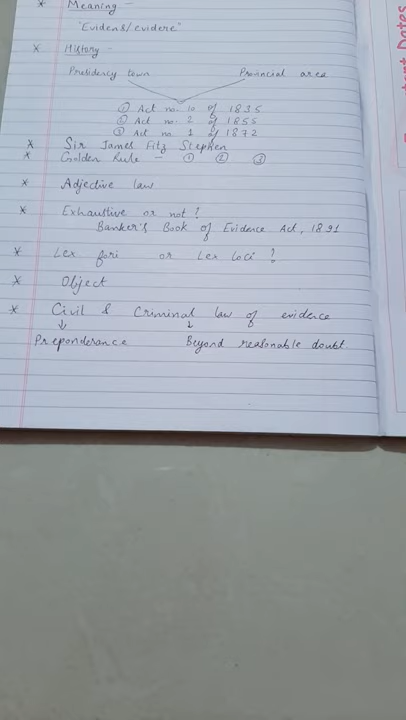 * Meaning -
"Evidens/evidere"
* History -
Presidency town Provincial area
① Act no. 10 of 1835
② Act no. 2 of 1855
③ Act no. 1 of 1872
* Sir James Fitz Stephen
* Golden Rule - ① ② ③
* Adjective law
* Exhaustive or not?
Banker's Book of Evidence Act, 1891
* Lex fori or Lex loci?
* Object
* Civil & Criminal law of evidence
↓ ↓
Preponderance Beyond reasonable doubt
Dates